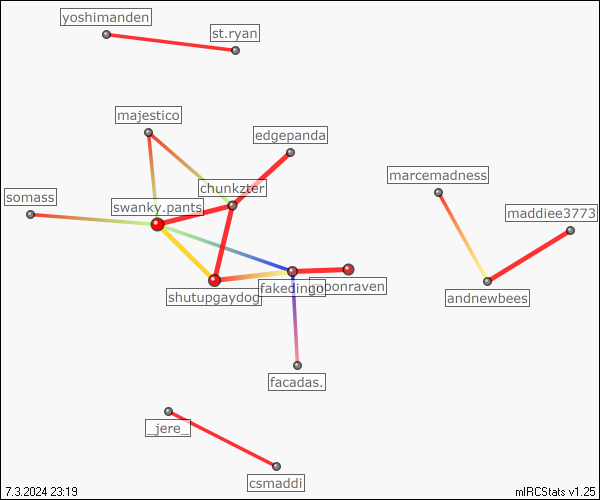 yoshimanden
st.ryan
majestico
edgepanda
chunkzter
marcemadness
somass
swanky.pants
maddiee3773
shutupgaydog
fakedingo
andnewbees
facadas.
_jere_
csmaddi
7.3.2024 23:19
mIRCStats v1.25